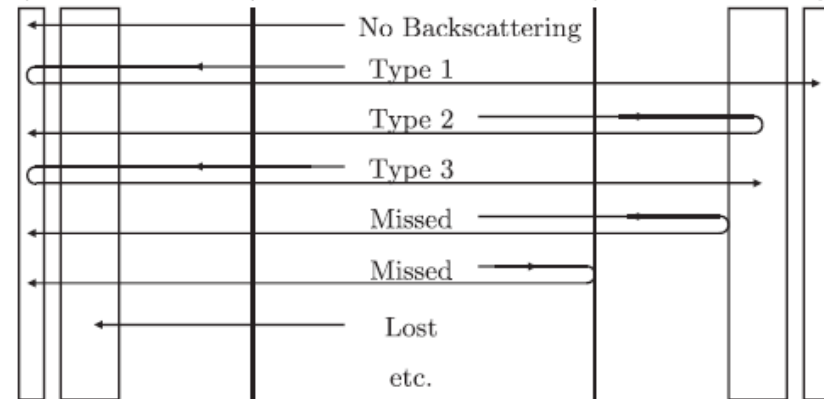 No Backscattering
Type 1
Type 2
Type 3
Missed
Missed
Lost
etc.